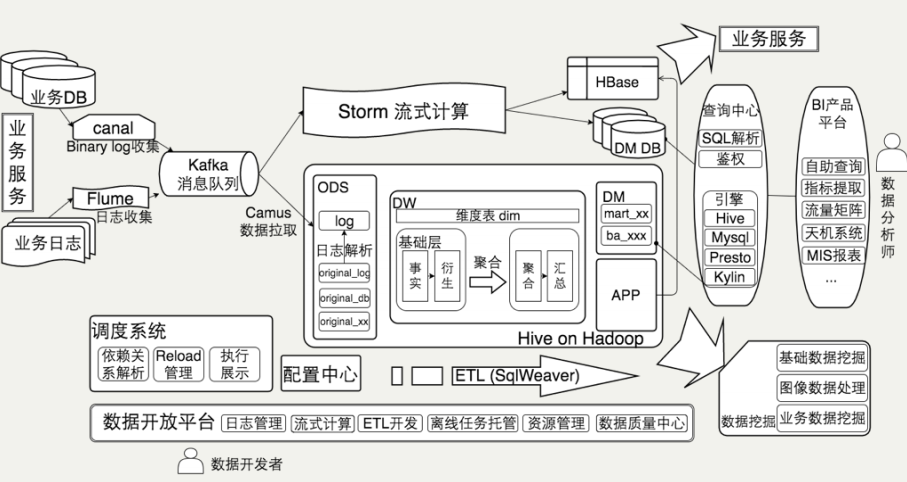 业务服务
业务DB
canal
Binary log收集
Flume
日志收集
业务日志
Kafka
消息队列
Camus
数据拉取
Storm 流式计算
HBase
DM DB
业务服务
ODS
log
日志解析
original_log
original_db
original_xx
DW
维度表 dim
基础层
事实
衍生
聚合
聚合
汇总
DM
mart_xx
ba_xxx
APP
Hive on Hadoop
查询中心
SQL解析
鉴权
引擎
Hive
Mysql
Presto
Kylin
BI产品
平台
自助查询
指标提取
流量矩阵
天机系统
MIS报表
...
数据分析师
调度系统
依赖关
系解析
Reload
管理
执行
展示
配置中心
ETL (SqlWeaver)
数据挖掘
基础数据挖掘
图像数据处理
业务数据挖掘
数据开放平台
日志管理
流式计算
ETL开发
离线任务托管
资源管理
数据质量中心
数据开发者